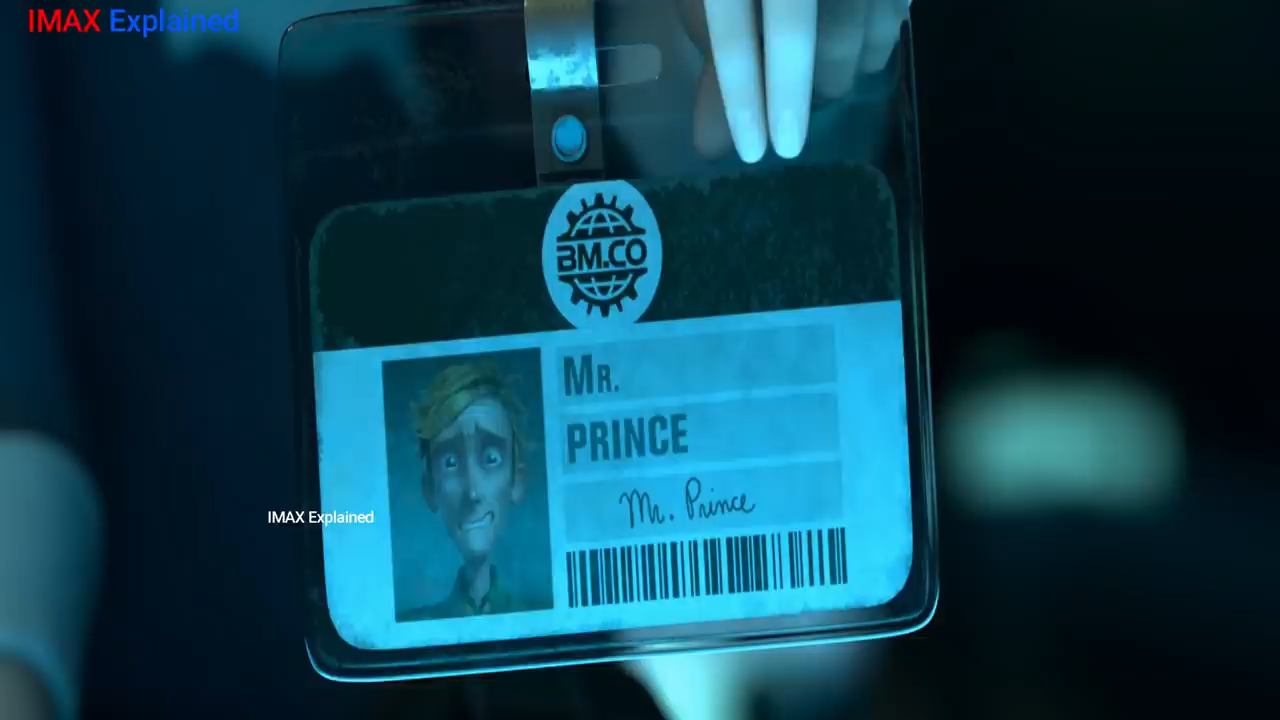 IMAX Explained
BM.CO
MR.
PRINCE
Mr. Prince
IMAX Explained